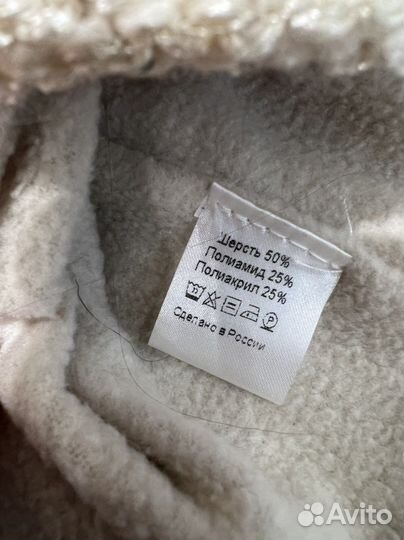 Шерсть 50%
Полиамид 25%
Полиакрил 25%
Сделано в России
Avito